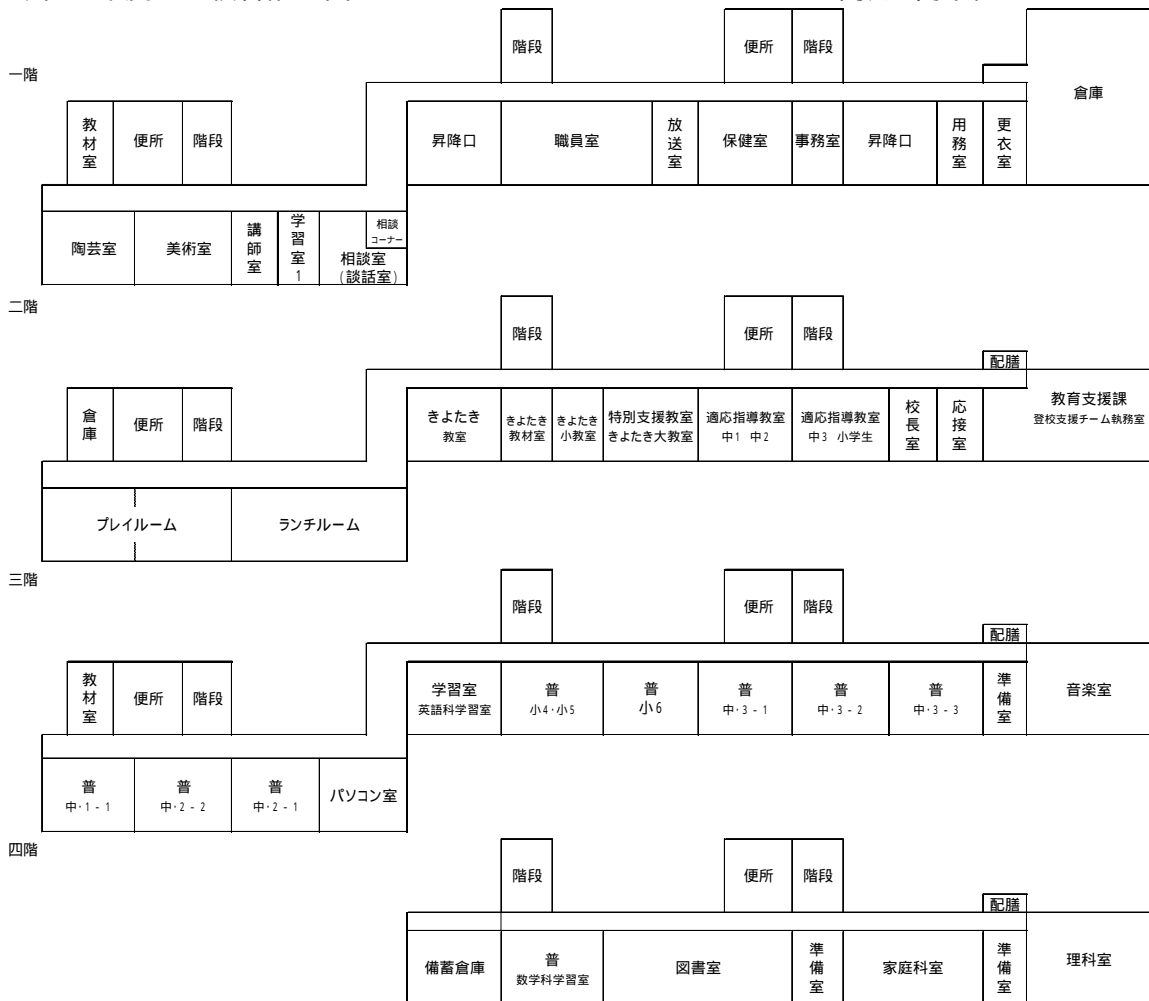 一階
階段
便所
階段
倉庫
教材室
便所
階段
昇降口
職員室
放送室
保健室
事務室
昇降口
用務室
更衣室
陶芸室
美術室
講師室
学習室1
相談コーナー
相談室
(談話室)
二階
階段
便所
階段
配膳
倉庫
便所
階段
きよたき
教室
きよたき
教材室
きよたき
小教室
特別支援教室
きよたき大教室
適応指導教室
中1 中2
適応指導教室
中3 小学生
校長室
応接室
教育支援課
登校支援チーム執務室
プレイルーム
ランチルーム
三階
階段
便所
階段
配膳
教材室
便所
階段
学習室
英語科学習室
普
小4・小5
普
小6
普
中・3-1
普
中・3-2
普
中・3-3
準備室
音楽室
普
中・1-1
普
中・2-2
普
中・2-1
パソコン室
四階
階段
便所
階段
配膳
備蓄倉庫
普
数学科学習室
図書室
準備室
家庭科室
準備室
理科室